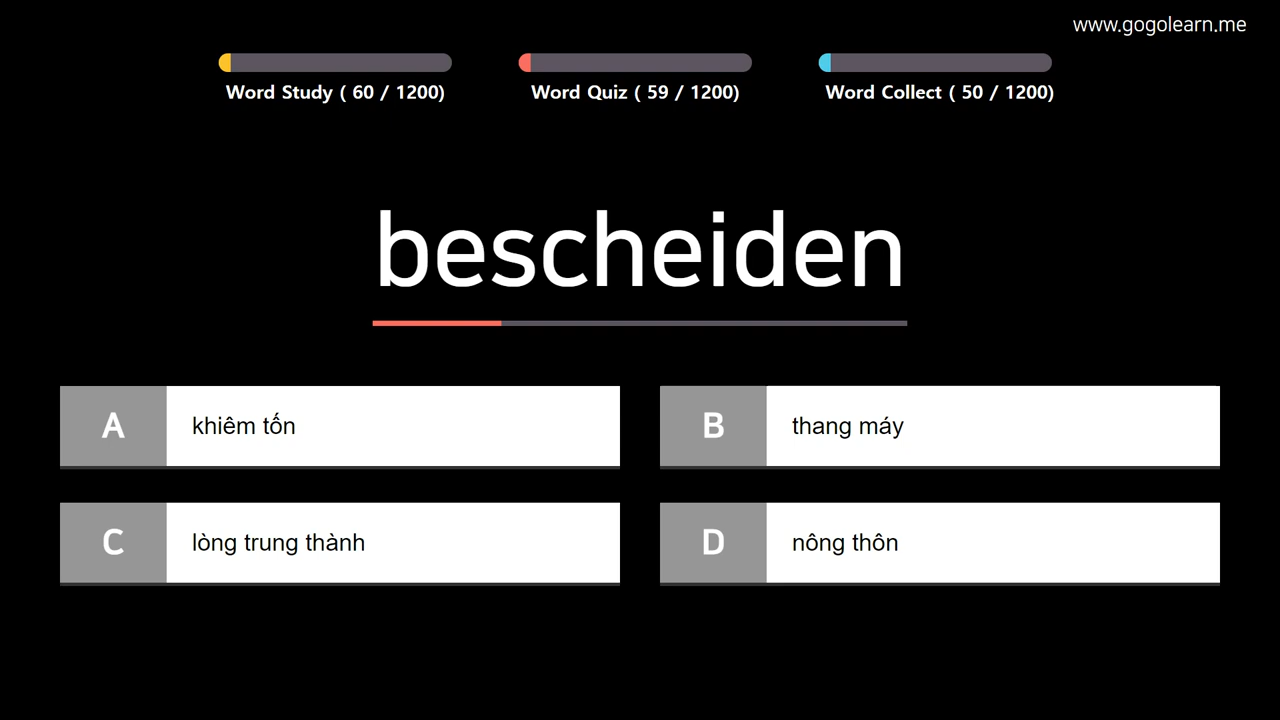 www.gogolearn.me
Word Study ( 60 / 1200)
Word Quiz ( 59 / 1200)
Word Collect ( 50 / 1200)
bescheiden
A khiêm tốn
B thang máy
C lòng trung thành
D nông thôn